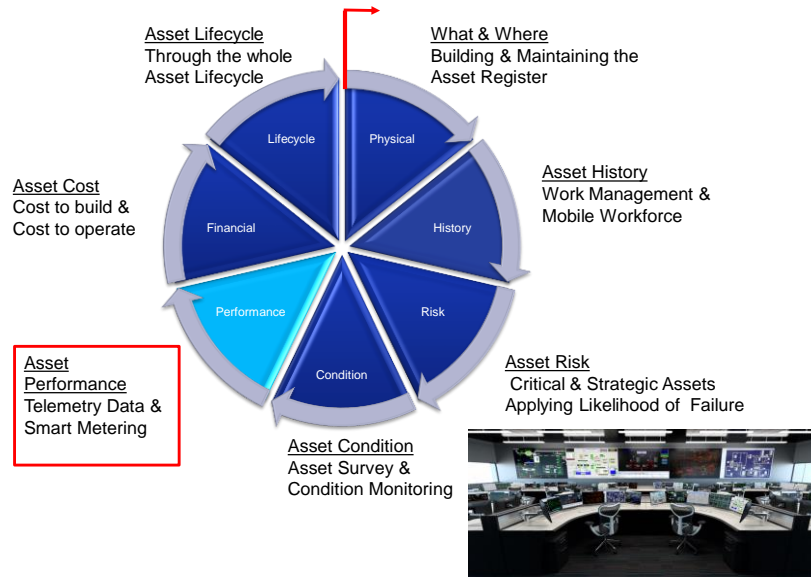 Asset Lifecycle
Through the whole
Asset Lifecycle
What & Where
Building & Maintaining the
Asset Register
Lifecycle
Physical
Asset Cost
Cost to build &
Cost to operate
Financial
History
Asset History
Work Management &
Mobile Workforce
Performance
Risk
Condition
Asset
Performance
Telemetry Data &
Smart Metering
Asset Risk
Critical & Strategic Assets
Applying Likelihood of Failure
Asset Condition
Asset Survey &
Condition Monitoring